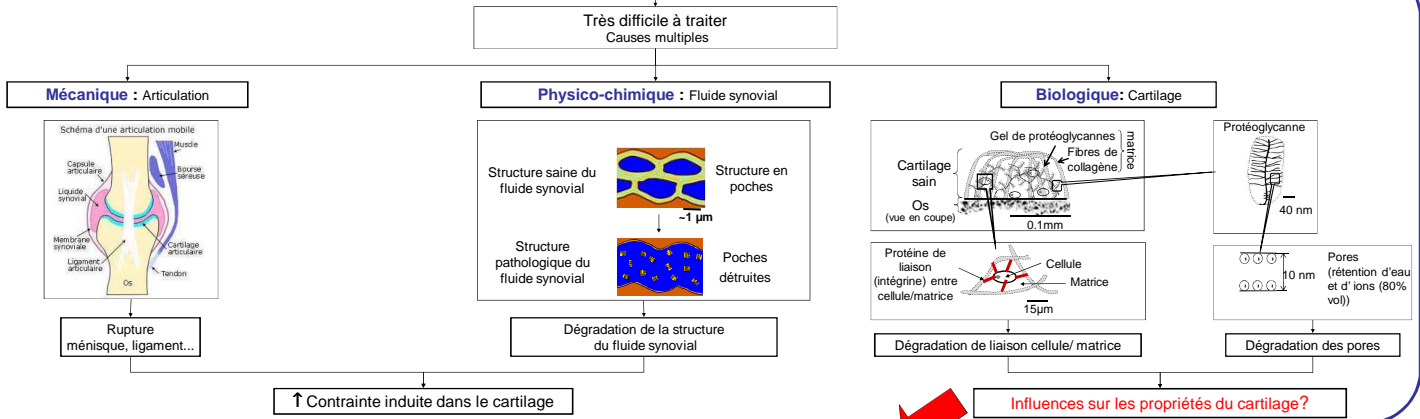 Très difficile à traiter
Causes multiples
Mécanique : Articulation
Physico-chimique : Fluide synovial
Biologique: Cartilage
Schéma d'une articulation mobile
Muscle
Capsule
articulaire
Bourse
séreuse
Liquide
synovial
Membrane
synoviale
Cartilage
articulaire
Ligament
articulaire
Tendon
Os
Structure saine du
fluide synovial
Structure en
poches
~1 µm
Structure
pathologique du
fluide synovial
Poches
détruites
Gel de protéoglycannes
Fibres de
collagène
matrice
Cartilage
sain
Os
(vue en coupe)
0.1mm
Protéoglycanne
40 nm
Protéine de
liaison
(intégrine) entre
cellule/matrice
Cellule
Matrice
15µm
10 nm
Pores
(rétention d'eau
et d' ions (80%
vol))
Rupture
ménisque, ligament...
Dégradation de la structure
du fluide synovial
Dégradation de liaison cellule/ matrice
Dégradation des pores
↑ Contrainte induite dans le cartilage
Influences sur les propriétés du cartilage?